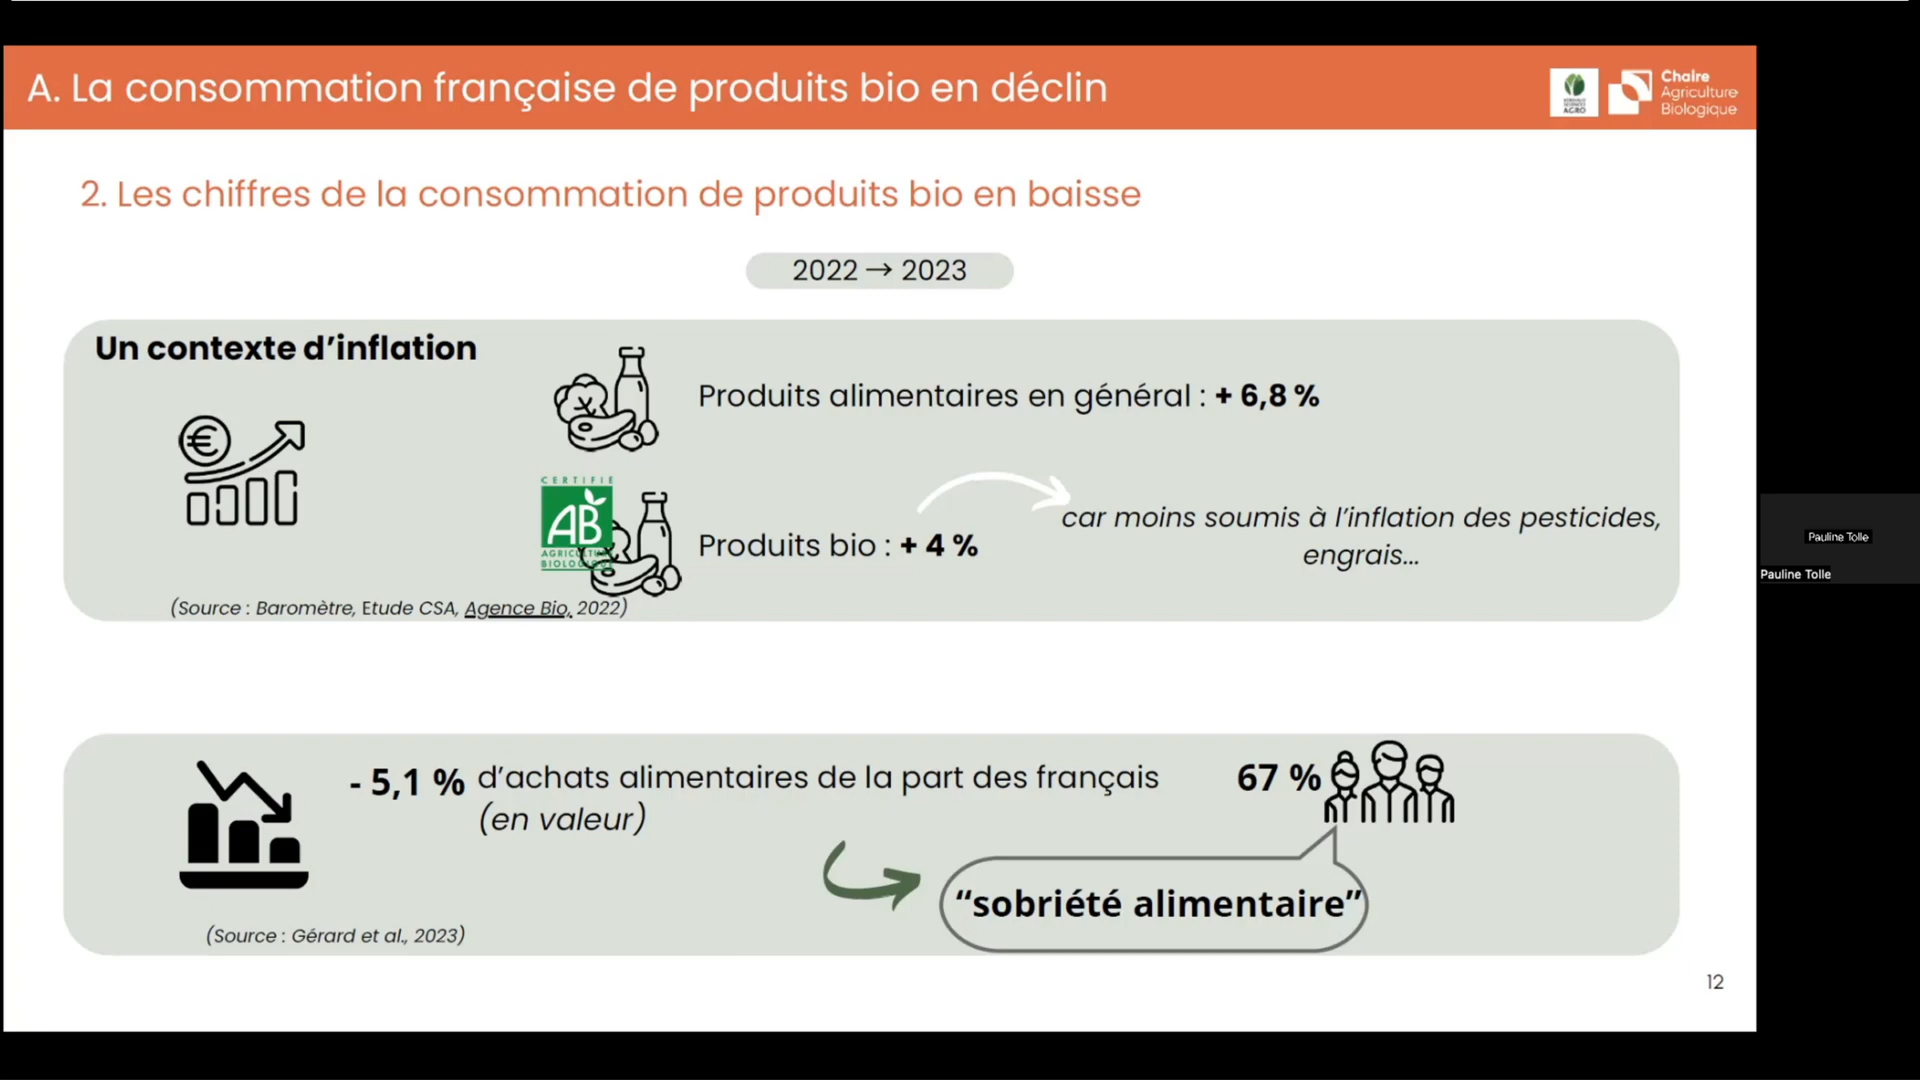 A. La consommation française de produits bio en déclin
Chaire
Agriculture
Biologique
AGRO
2. Les chiffres de la consommation de produits bio en baisse
2022 → 2023
Un contexte d’inflation
€
Produits alimentaires en général : + 6,8 %
CERTIFIÉ
AB
AGRICULTURE
BIOLOGIQUE
Produits bio : + 4 %
car moins soumis à l’inflation des pesticides,
engrais...
(Source : Baromètre, Etude CSA, Agence Bio, 2022)
- 5,1 % d’achats alimentaires de la part des français
(en valeur)
67 %
“sobriété alimentaire”
(Source : Gérard et al., 2023)
12
Pauline Tolle
Pauline Tolle